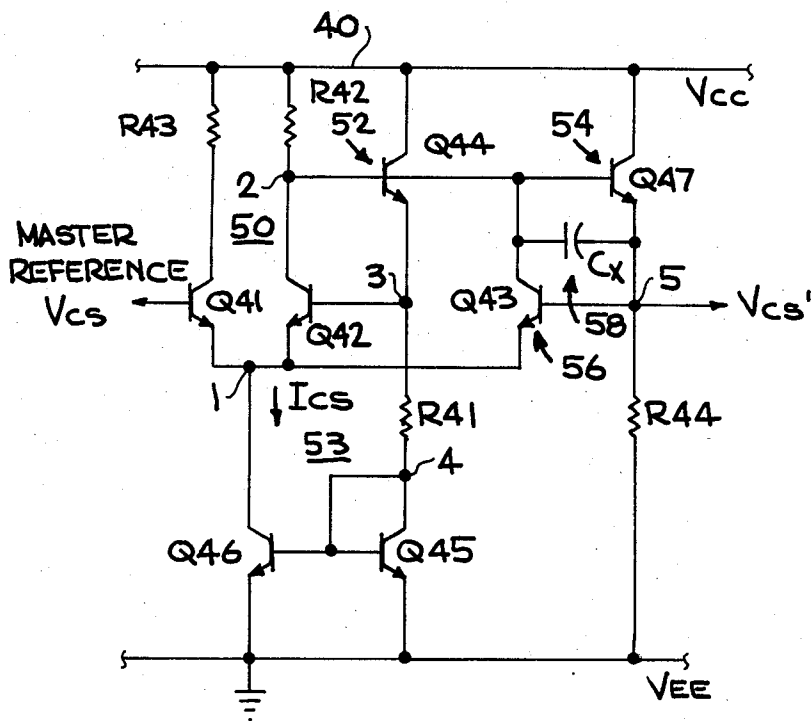 40
Vcc
R43
R42
52
Q44
54
Q47
2
50
MASTER
REFERENCE
Vcs
Q41
Q42
3
Q43
Cx
58
5
Vcs'
56
1
Ics
53
R41
R44
4
Q46
Q45
VEE